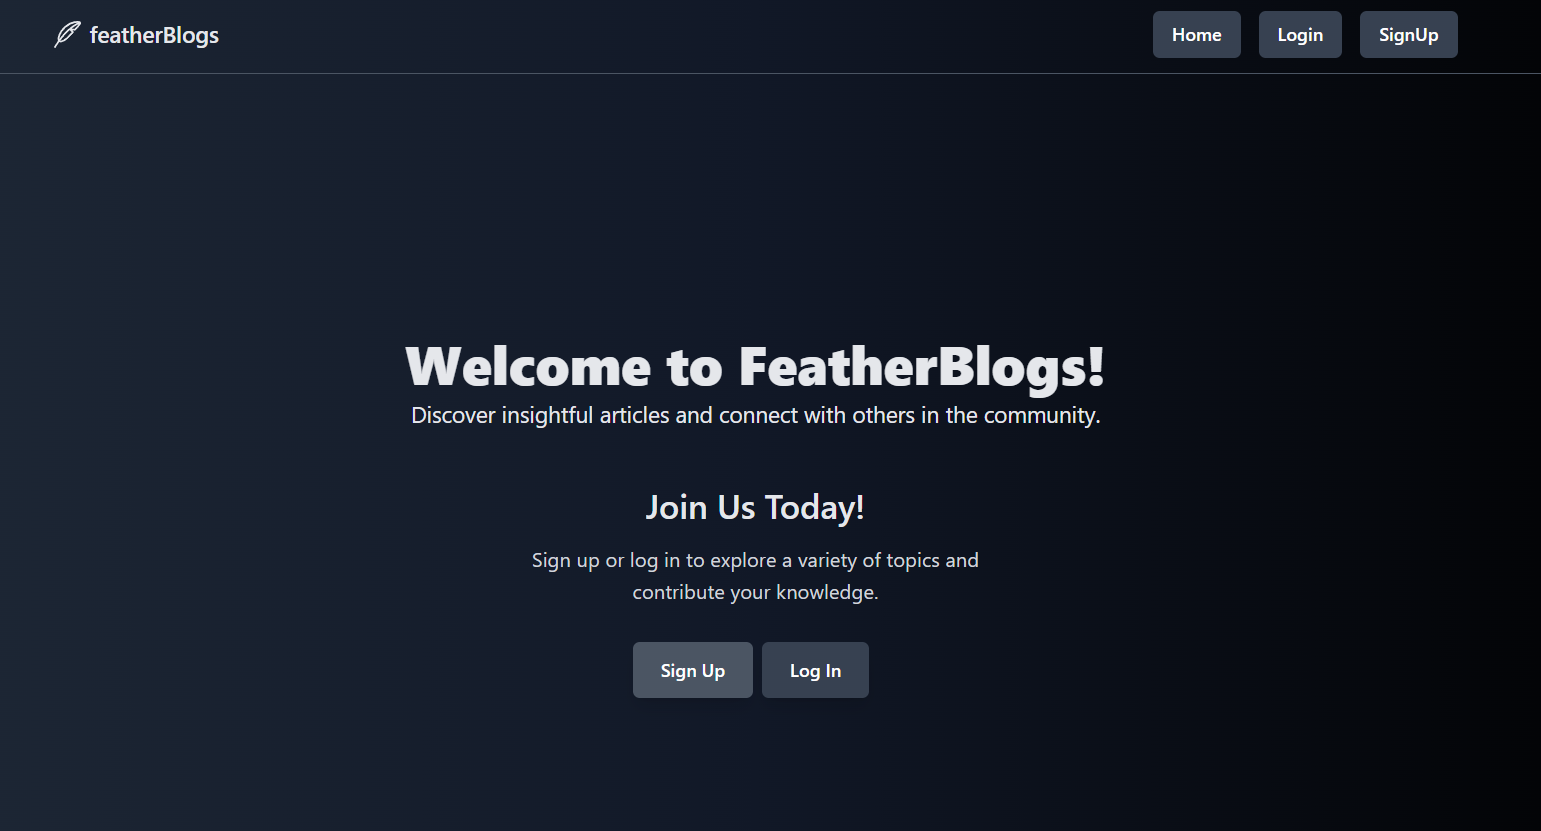 featherBlogs
Home Login SignUp
Welcome to FeatherBlogs!
Discover insightful articles and connect with others in the community.
Join Us Today!
Sign up or log in to explore a variety of topics and
contribute your knowledge.
Sign Up Log In